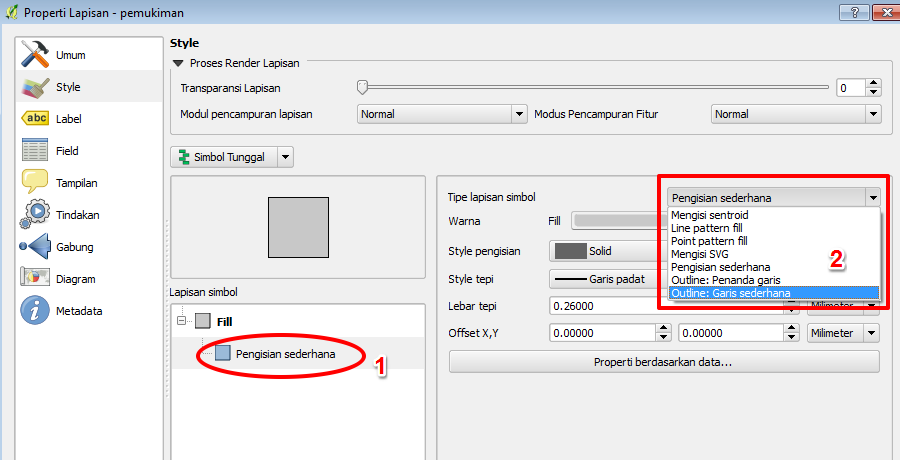 Properti Lapisan - pemukiman
Umum
Style
Label
Field
Tampilan
Tindakan
Gabung
Diagram
Metadata
Style
Proses Render Lapisan
Transparansi Lapisan 0
Modul pencampuran lapisan Normal Modus Pencampuran Fitur Normal
Simbol Tunggal
Lapisan simbol
Fill
Pengisian sederhana
1
Tipe lapisan simbol Pengisian sederhana
Mengisi sentroid
Line pattern fill
Point pattern fill
Mengisi SVG
Pengisian sederhana
Outline: Penanda garis
Outline: Garis sederhana
2
Warna Fill
Style pengisian Solid
Style tepi Garis padat
Lebar tepi 0.26000 Milimeter
Offset X,Y 0.00000 0.00000 Milimeter
Properti berdasarkan data...
abc